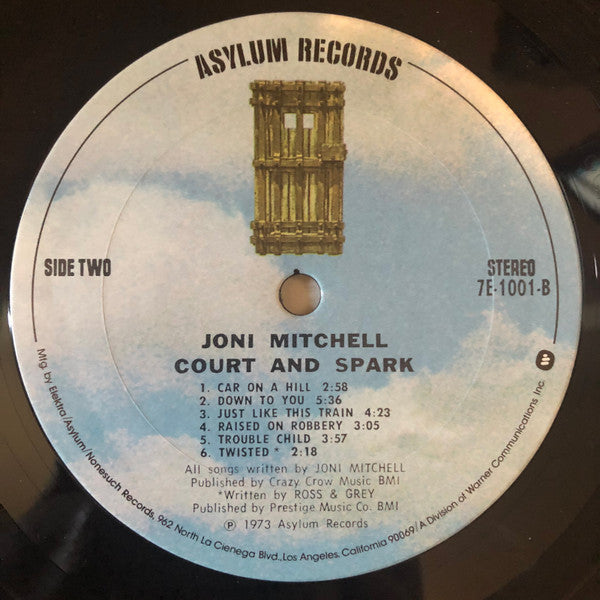 ASYLUM RECORDS
SIDE TWO
STEREO
7E-1001-B
JONI MITCHELL
COURT AND SPARK
1. CAR ON A HILL 2:58
2. DOWN TO YOU 5:36
3. JUST LIKE THIS TRAIN 4:23
4. RAISED ON ROBBERY 3:05
5. TROUBLE CHILD 3:57
6. TWISTED * 2:18
All songs written by JONI MITCHELL
Published by Crazy Crow Music BMI
*Written by ROSS & GREY
Published by Prestige Music Co. BMI
℗ 1973 Asylum Records
Mfg. by Elektra/Asylum/Nonesuch Records, 962 North La Cienega Blvd., Los Angeles, California 90069/A Division of Warner Communications Inc.